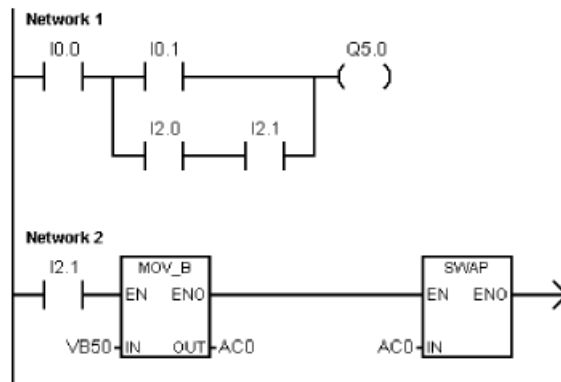 Network 1
I0.0 I0.1 Q5.0
I2.0 I2.1
Network 2
I2.1 MOV_B SWAP
EN ENO EN ENO
VB50 IN OUT AC0 AC0 IN